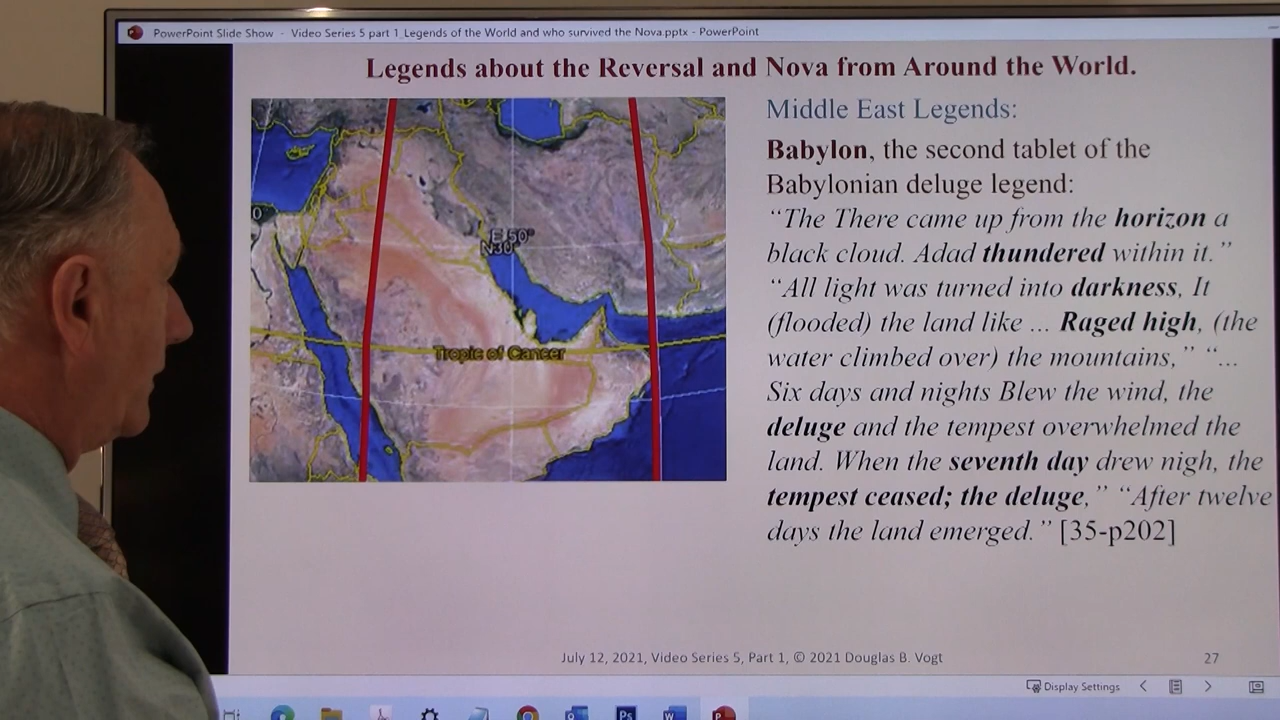 PowerPoint Slide Show - Video Series 5 part 1_Legends of the World and who survived the Nova.pptx - PowerPoint
Legends about the Reversal and Nova from Around the World.
Middle East Legends:
Babylon, the second tablet of the
Babylonian deluge legend:
“The There came up from the horizon a
black cloud. Adad thundered within it.”
“All light was turned into darkness, It
(flooded) the land like ... Raged high, (the
water climbed over) the mountains,” “...
Six days and nights Blew the wind, the
deluge and the tempest overwhelmed the
land. When the seventh day drew nigh, the
tempest ceased; the deluge,” “After twelve
days the land emerged.” [35-p202]
0°
E 50°
N30°
Tropic of Cancer
July 12, 2021, Video Series 5, Part 1, © 2021 Douglas B. Vogt
27
Display Settings